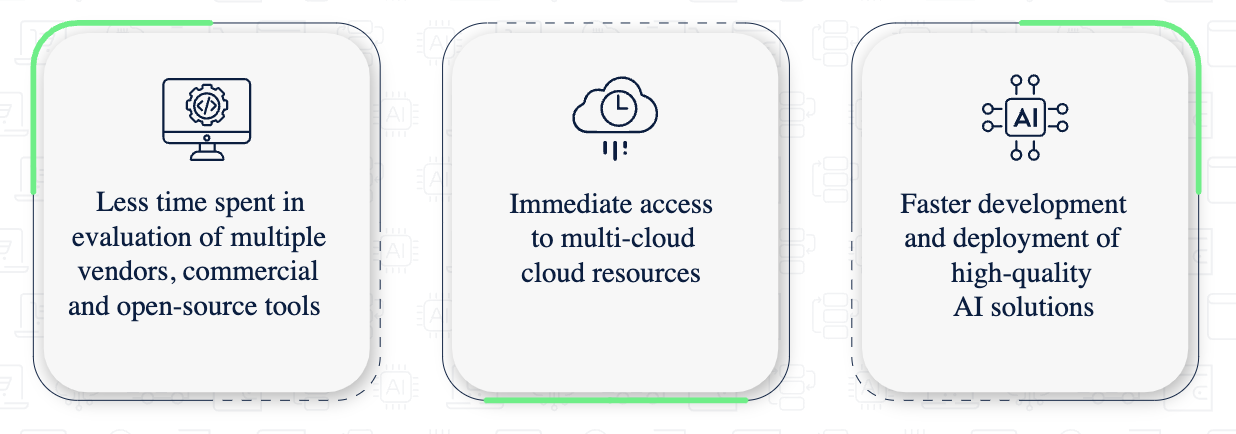 Less time spent in
evaluation of multiple
vendors, commercial
and open-source tools
Immediate access
to multi-cloud
cloud resources
AI
Faster development
and deployment of
high-quality
AI solutions